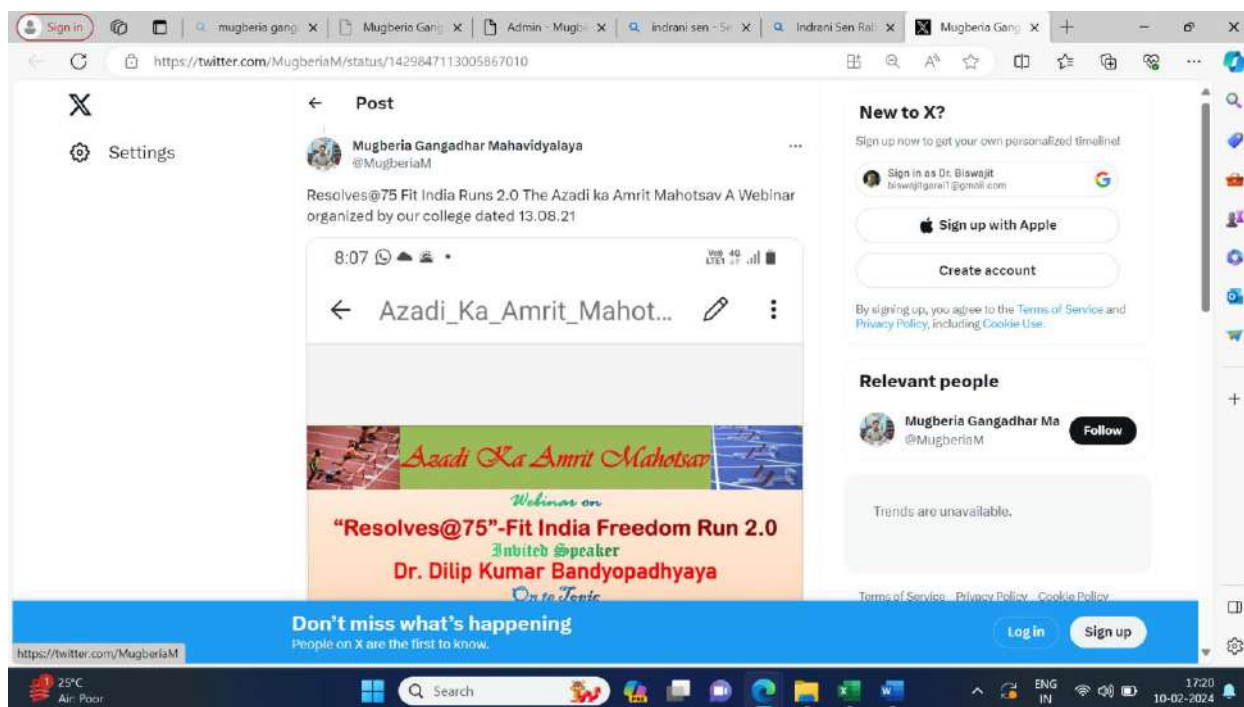 Sign in
mugberia gang
Mugberia Gang
Admin - Mugb
indrani sen - Se
Indrani Sen Rab
Mugberia Gang
https://twitter.com/MugberiaM/status/1429847113005867010
Post
Settings
Mugberia Gangadhar Mahavidyalaya
@MugberiaM
Resolves@75 Fit India Runs 2.0 The Azadi ka Amrit Mahotsav A Webinar
organized by our college dated 13.08.21
8:07
4G
Azadi_Ka_Amrit_Mahot...
Azadi Ka Amrit Mahotsav
Webinar on
“Resolves@75”-Fit India Freedom Run 2.0
Invited Speaker
Dr. Dilip Kumar Bandyopadhyaya
On te Topic
New to X?
Sign up now to get your own personalized timeline!
Sign in as Dr. Biswajit
biswajitgarai1@gmail.com
Sign up with Apple
Create account
By signing up, you agree to the Terms of Service and
Privacy Policy, including Cookie Use.
Relevant people
Mugberia Gangadhar Ma
@MugberiaM
Follow
Trends are unavailable.
Terms of Service Privacy Policy Cookie Policy
Don’t miss what’s happening
People on X are the first to know.
Log in
Sign up
https://twitter.com/MugberiaM
25°C
Air: Poor
Search
ENG
IN
17:20
10-02-2024